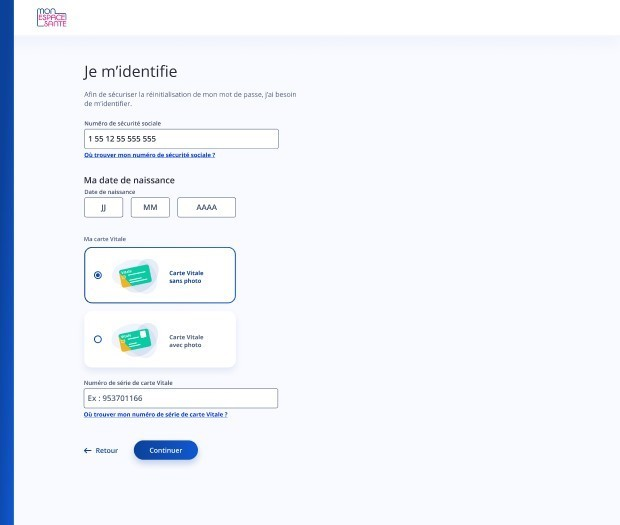 MON
ESPACE
SANTÉ
Je m'identifie
Afin de sécuriser la réinitialisation de mon mot de passe, j'ai besoin
de m'identifier.
Numéro de sécurité sociale
1 55 12 55 555 555
Où trouver mon numéro de sécurité sociale ?
Ma date de naissance
Date de naissance
JJ MM AAAA
Ma carte Vitale
Carte Vitale
sans photo
Carte Vitale
avec photo
Numéro de série de carte Vitale
Ex : 953701166
Où trouver mon numéro de série de carte Vitale ?
← Retour Continuer